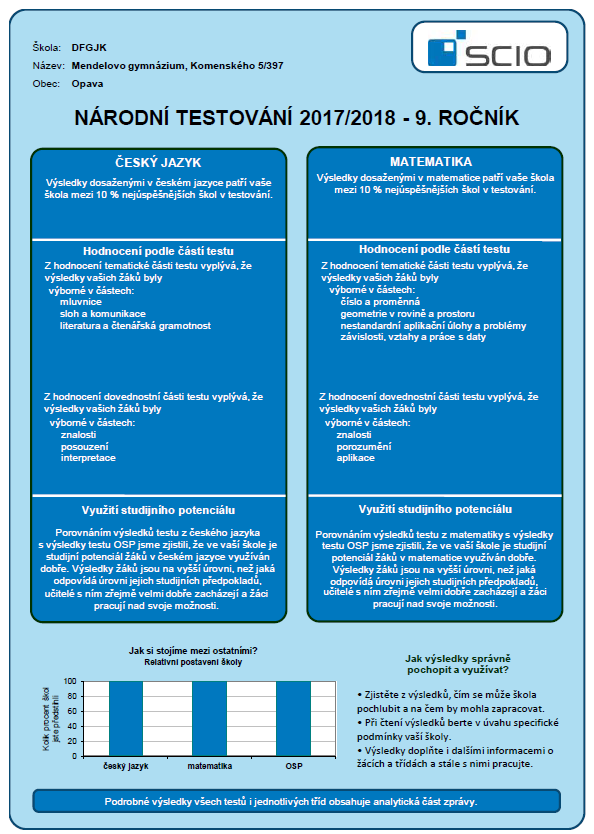 Škola: DFGJK
Název: Mendelovo gymnázium, Komenského 5/397
Obec: Opava
SCIO
NÁRODNÍ TESTOVÁNÍ 2017/2018 - 9. ROČNÍK
ČESKÝ JAZYK
Výsledky dosaženými v českém jazyce patří vaše
škola mezi 10 % nejúspěšnějších škol v testování.
Hodnocení podle částí testu
Z hodnocení tematické části testu vyplývá, že
výsledky vašich žáků byly
výborné v částech:
mluvnice
sloh a komunikace
literatura a čtenářská gramotnost
Z hodnocení dovednostní části testu vyplývá, že
výsledky vašich žáků byly
výborné v částech:
znalosti
posouzení
interpretace
Využití studijního potenciálu
Porovnáním výsledků testu z českého jazyka
s výsledky testu OSP jsme zjistili, že ve vaší škole je
studijní potenciál žáků v českém jazyce využíván
dobře. Výsledky žáků jsou na vyšší úrovni, než jaká
odpovídá úrovni jejich studijních předpokladů,
učitelé s ním zřejmě velmi dobře zacházejí a žáci
pracují nad svoje možnosti.
MATEMATIKA
Výsledky dosaženými v matematice patří vaše škola
mezi 10 % nejúspěšnějších škol v testování.
Hodnocení podle částí testu
Z hodnocení tematické části testu vyplývá, že
výsledky vašich žáků byly
výborné v částech:
číslo a proměnná
geometrie v rovině a prostoru
nestandardní aplikační úlohy a problémy
závislosti, vztahy a práce s daty
Z hodnocení dovednostní části testu vyplývá, že
výsledky vašich žáků byly
výborné v částech:
znalosti
porozumění
aplikace
Využití studijního potenciálu
Porovnáním výsledků testu z matematiky s výsledky
testu OSP jsme zjistili, že ve vaší škole je studijní
potenciál žáků v matematice využíván dobře.
Výsledky žáků jsou na vyšší úrovni, než jaká
odpovídá úrovni jejich studijních předpokladů,
učitelé s ním zřejmě velmi dobře zacházejí a žáci
pracují nad svoje možnosti.
Jak si stojíme mezi ostatními?
Relativní postavení školy
Kolik procent škol
jste předstihli
100
80
60
40
20
0
český jazyk matematika OSP
Jak výsledky správně
pochopit a využívat?
• Zjistěte z výsledků, čím se může škola
pochlubit a na čem by mohla zapracovat.
• Při čtení výsledků berte v úvahu specifické
podmínky vaší školy.
• Výsledky doplňte i dalšími informacemi o
žácích a třídách a stále s nimi pracujte.
Podrobné výsledky všech testů i jednotlivých tříd obsahuje analytická část zprávy.